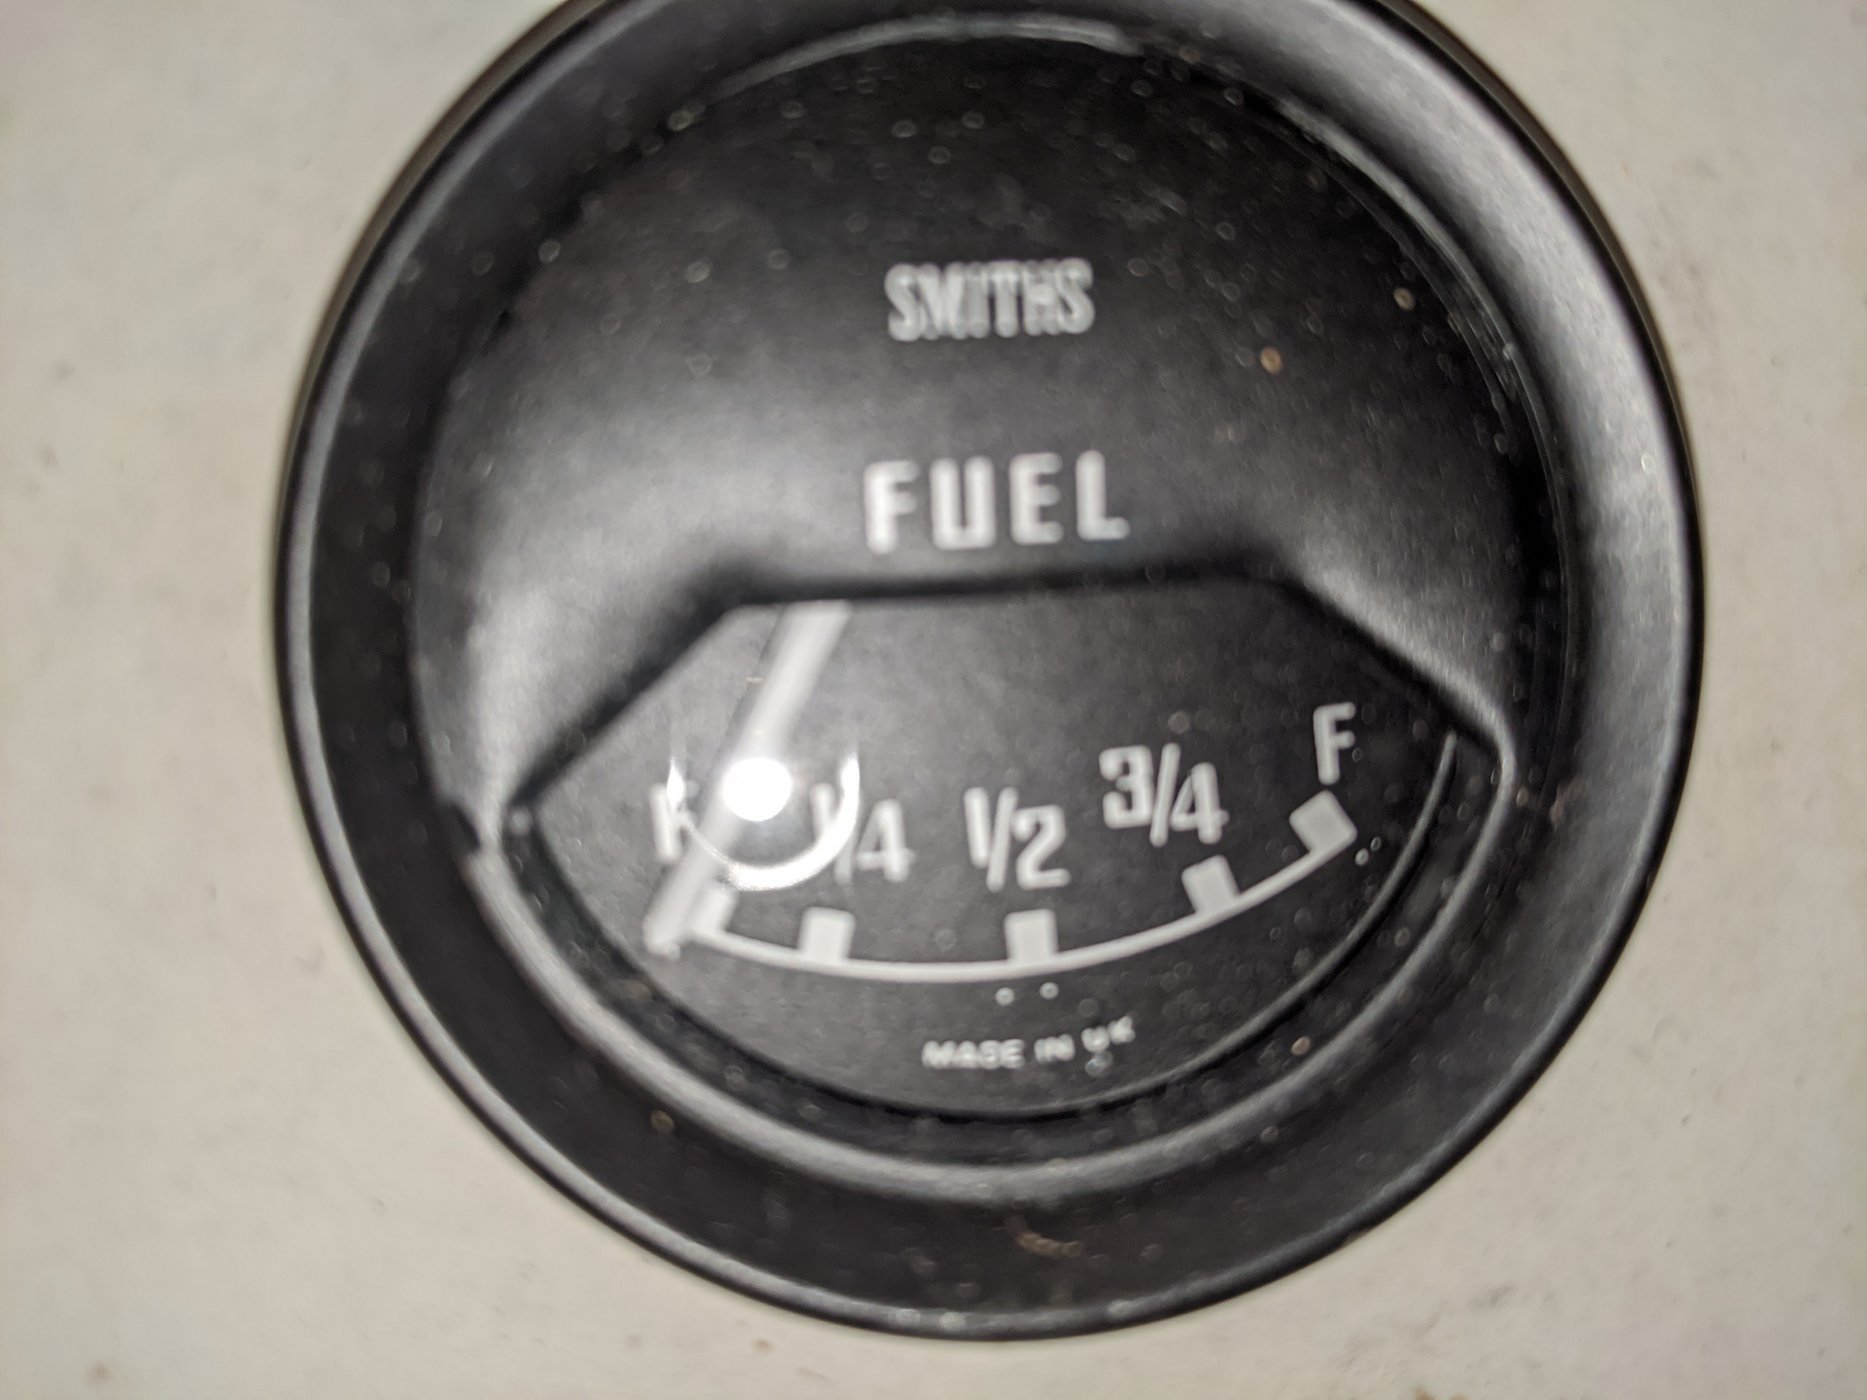 SMITHS
FUEL
1/4 1/2 3/4 F
MADE IN UK